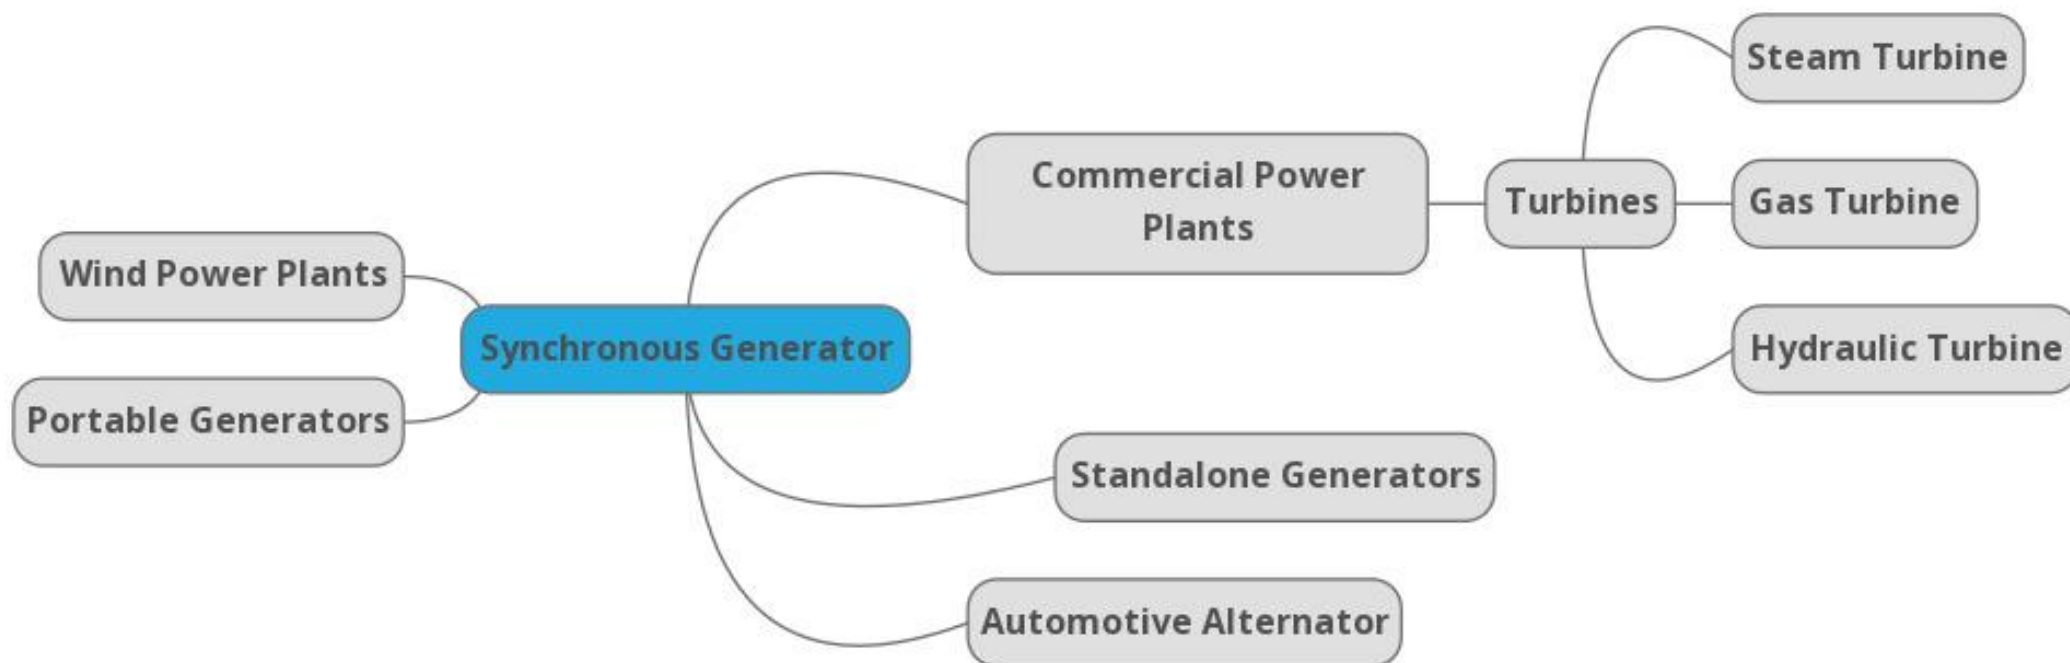 Steam Turbine
Commercial Power
Plants
Turbines
Gas Turbine
Wind Power Plants
Synchronous Generator
Hydraulic Turbine
Portable Generators
Standalone Generators
Automotive Alternator